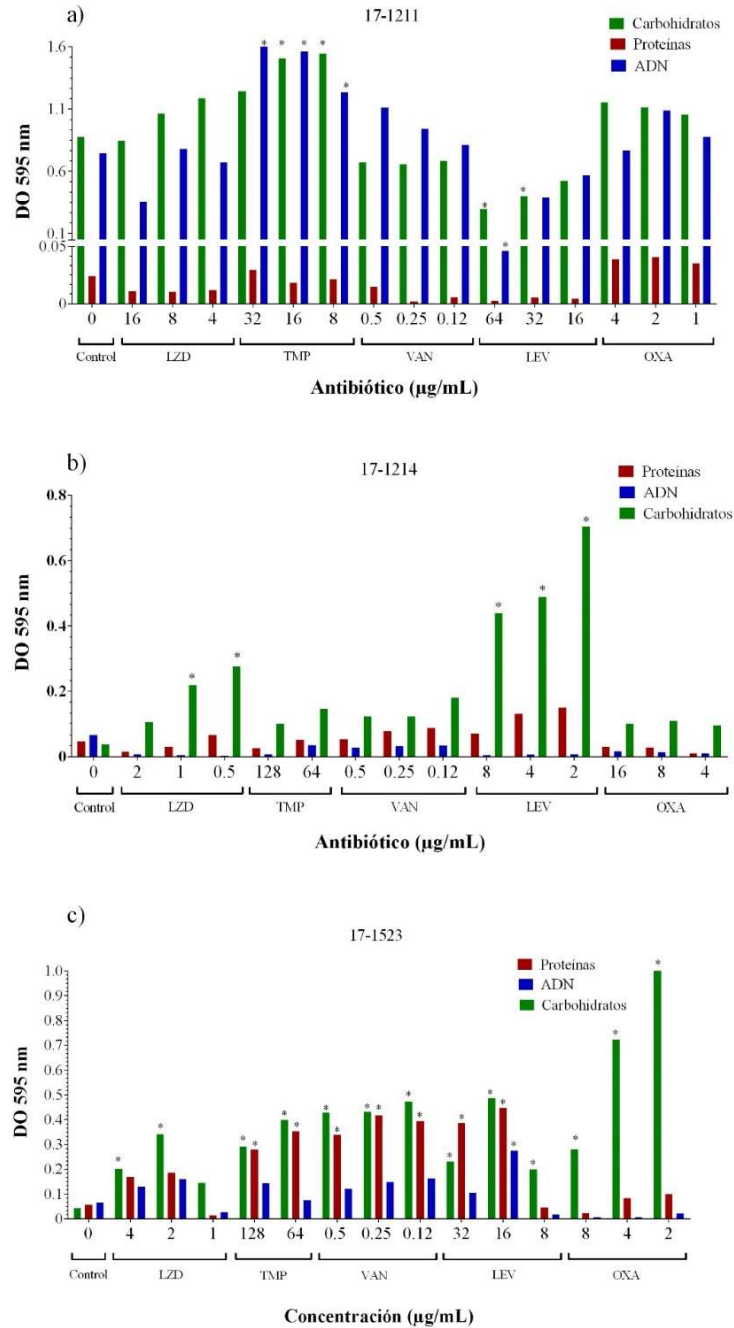 a)
17-1211
Carbohidratos
Proteínas
ADN
DO 595 nm
1.6
1.1
0.6
0.1
0.05
0
* * * * * * * *
0 16 8 4 32 16 8 0.5 0.25 0.12 64 32 16 4 2 1
Control LZD TMP VAN LEV OXA
Antibiótico (µg/mL)
b)
17-1214
Proteínas
ADN
Carbohidratos
DO 595 nm
0.8
0.6
0.4
0.2
0
* * * * *
0 2 1 0.5 128 64 0.5 0.25 0.12 8 4 2 16 8 4
Control LZD TMP VAN LEV OXA
Antibiótico (µg/mL)
c)
17-1523
Proteínas
ADN
Carbohidratos
DO 595 nm
1.0
0.9
0.8
0.7
0.6
0.5
0.4
0.3
0.2
0.1
0
* * * * * * * * * * * * * * * * * * * * *
0 4 2 1 128 64 0.5 0.25 0.12 32 16 8 8 4 2
Control LZD TMP VAN LEV OXA
Concentración (µg/mL)